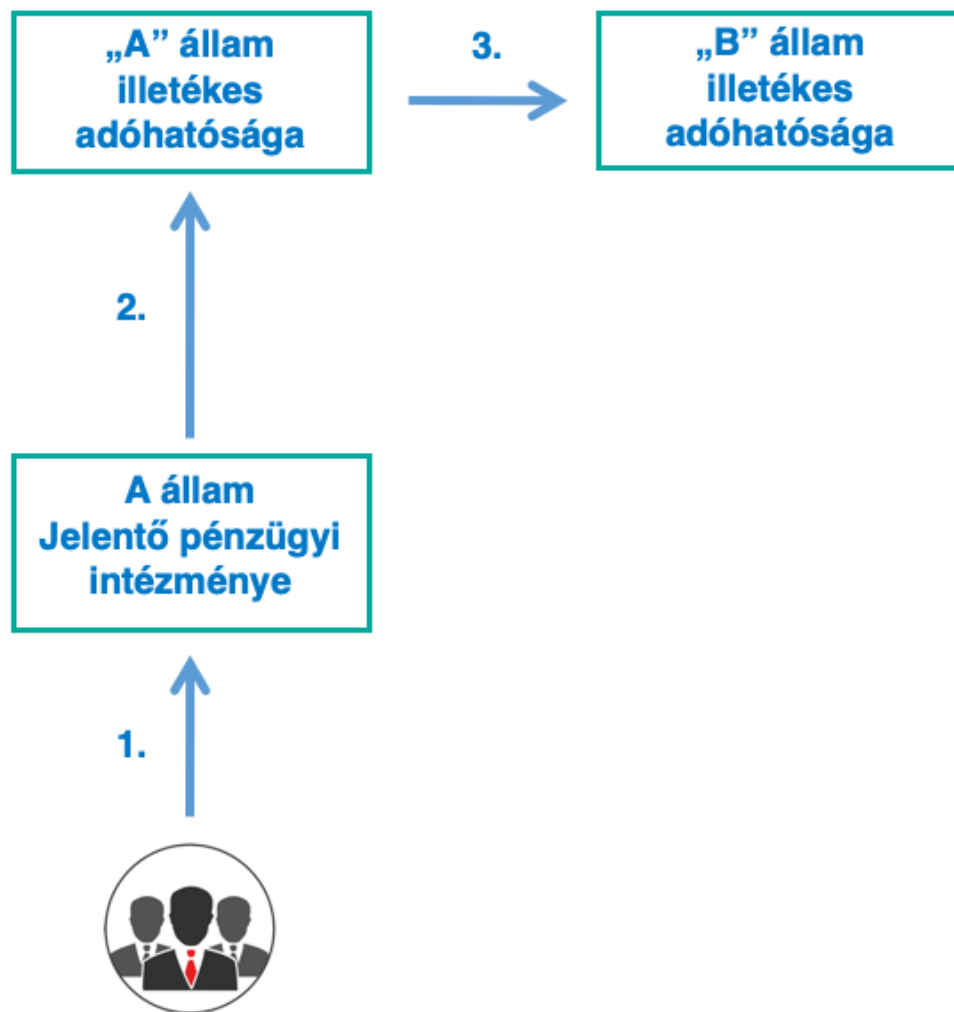 „A” állam
illetékes
adóhatósága
3.
„B” állam
illetékes
adóhatósága
2.
A állam
Jelentő pénzügyi
intézménye
1.